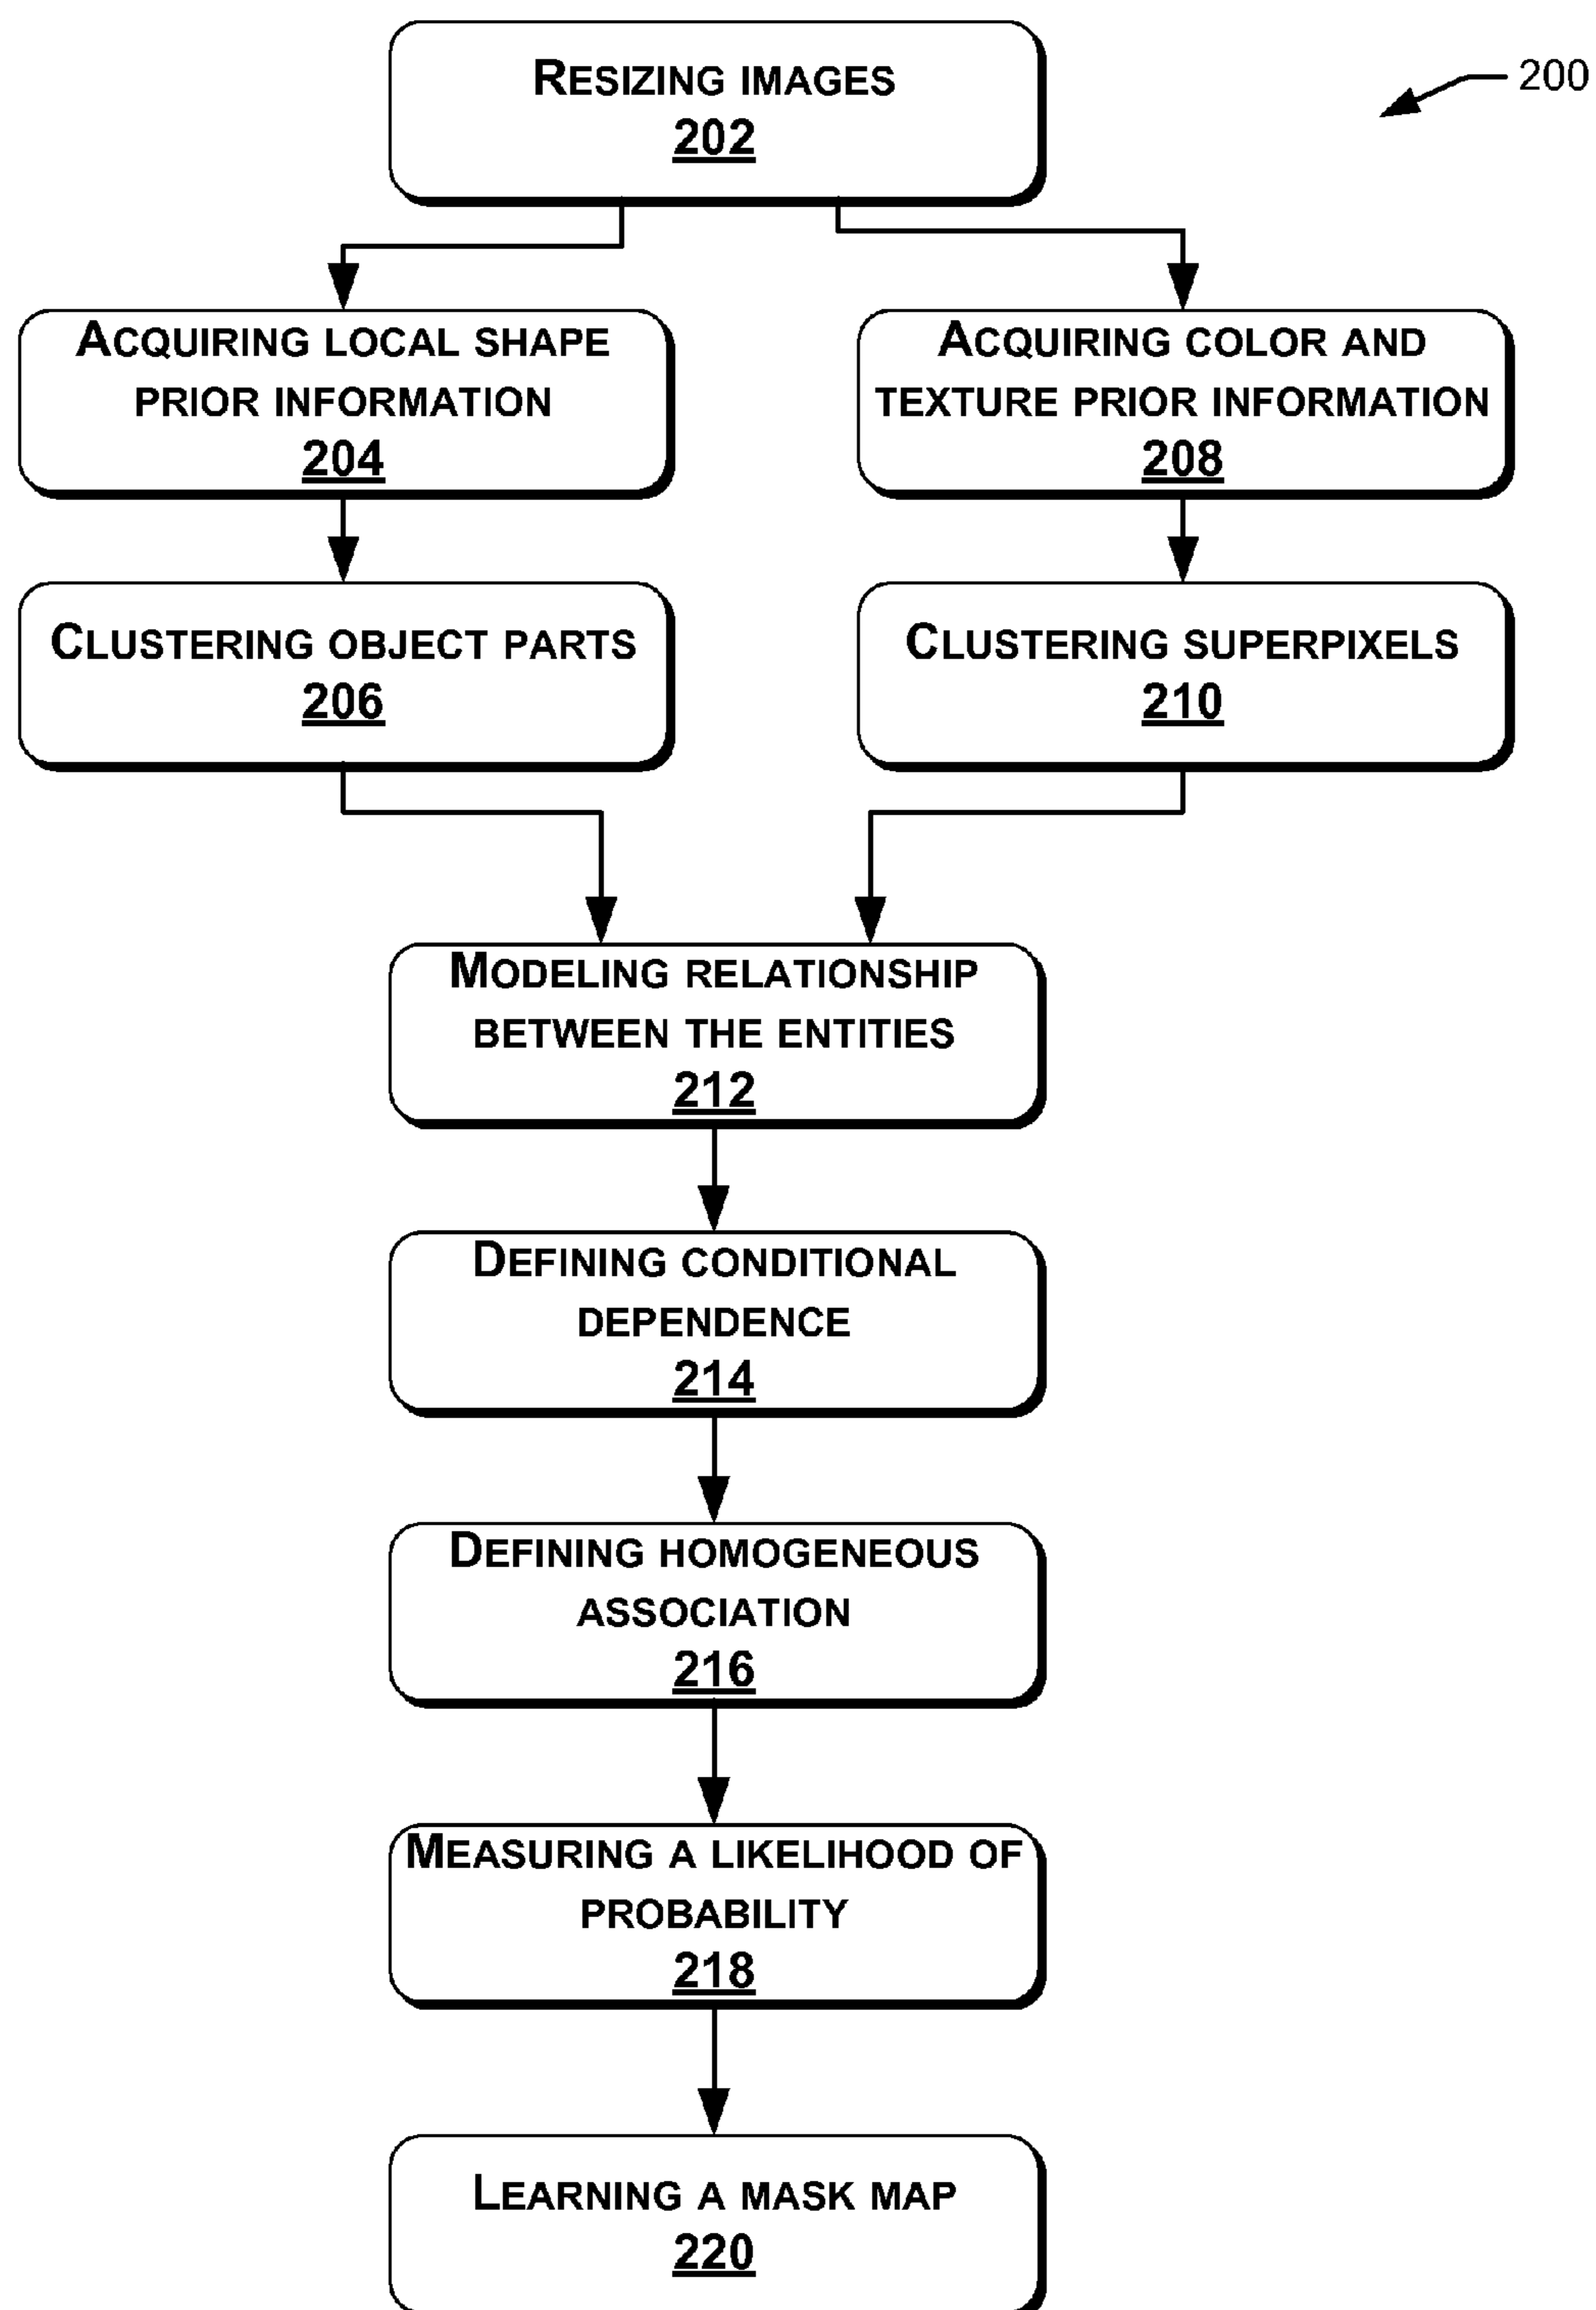 RESIZING IMAGES
202
200
ACQUIRING LOCAL SHAPE
PRIOR INFORMATION
204
ACQUIRING COLOR AND
TEXTURE PRIOR INFORMATION
208
CLUSTERING OBJECT PARTS
206
CLUSTERING SUPERPIXELS
210
MODELING RELATIONSHIP
BETWEEN THE ENTITIES
212
DEFINING CONDITIONAL
DEPENDENCE
214
DEFINING HOMOGENEOUS
ASSOCIATION
216
MEASURING A LIKELIHOOD OF
PROBABILITY
218
LEARNING A MASK MAP
220